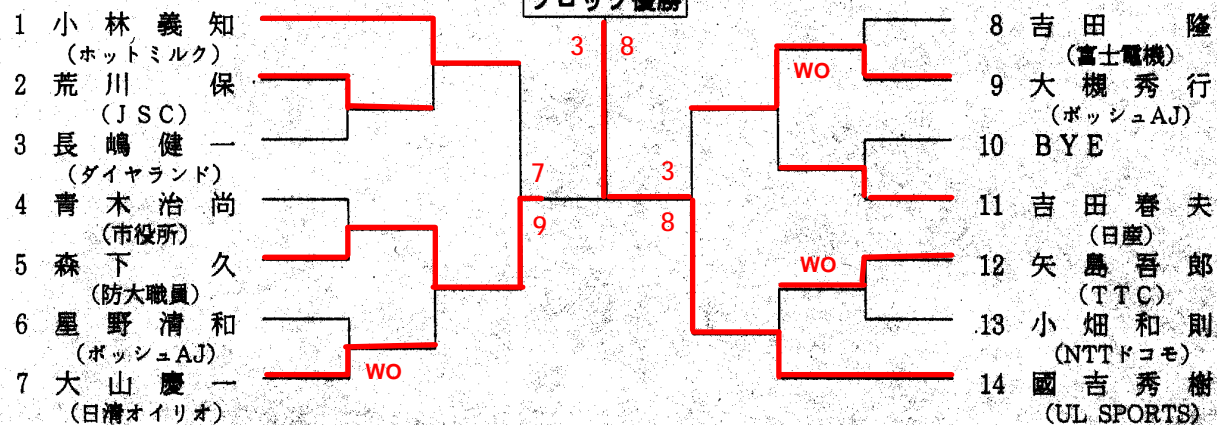 ブロック優勝
1 小林義知
(ホットミルク)
2 荒川保
(JSC)
3 長嶋健一
(ダイヤランド)
4 青木治尚
(市役所)
5 森下久
(防大職員)
6 星野清和
(ボッシュAJ)
7 大山慶一
(日清オイリオ)
WO
7
9
3 8
3
8
WO
WO
8 吉田隆
(富士電機)
9 大槻秀行
(ボッシュAJ)
10 BYE
11 吉田春夫
(日産)
12 矢島吾郎
(TTC)
13 小畑和則
(NTTドコモ)
14 國吉秀樹
(UL SPORTS)